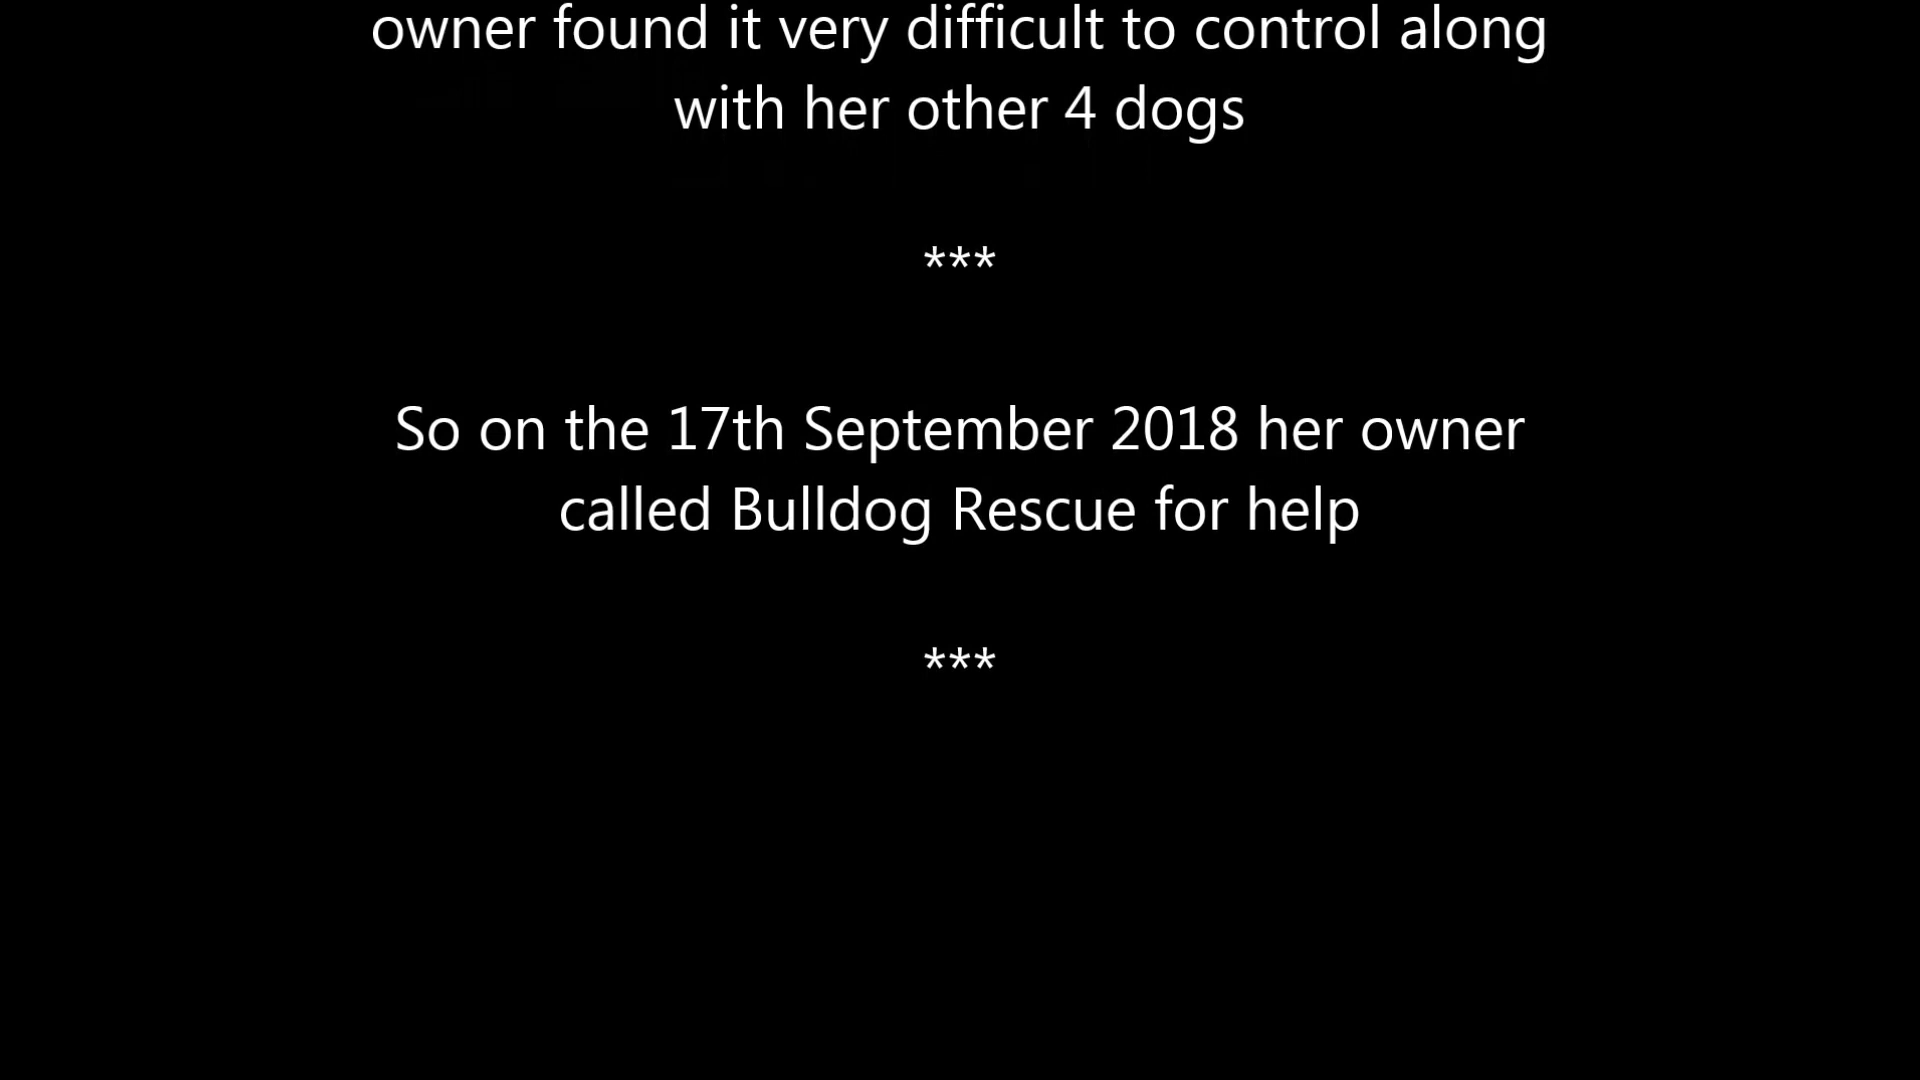 owner found it very difficult to control along
with her other 4 dogs
***
So on the 17th September 2018 her owner
called Bulldog Rescue for help
***